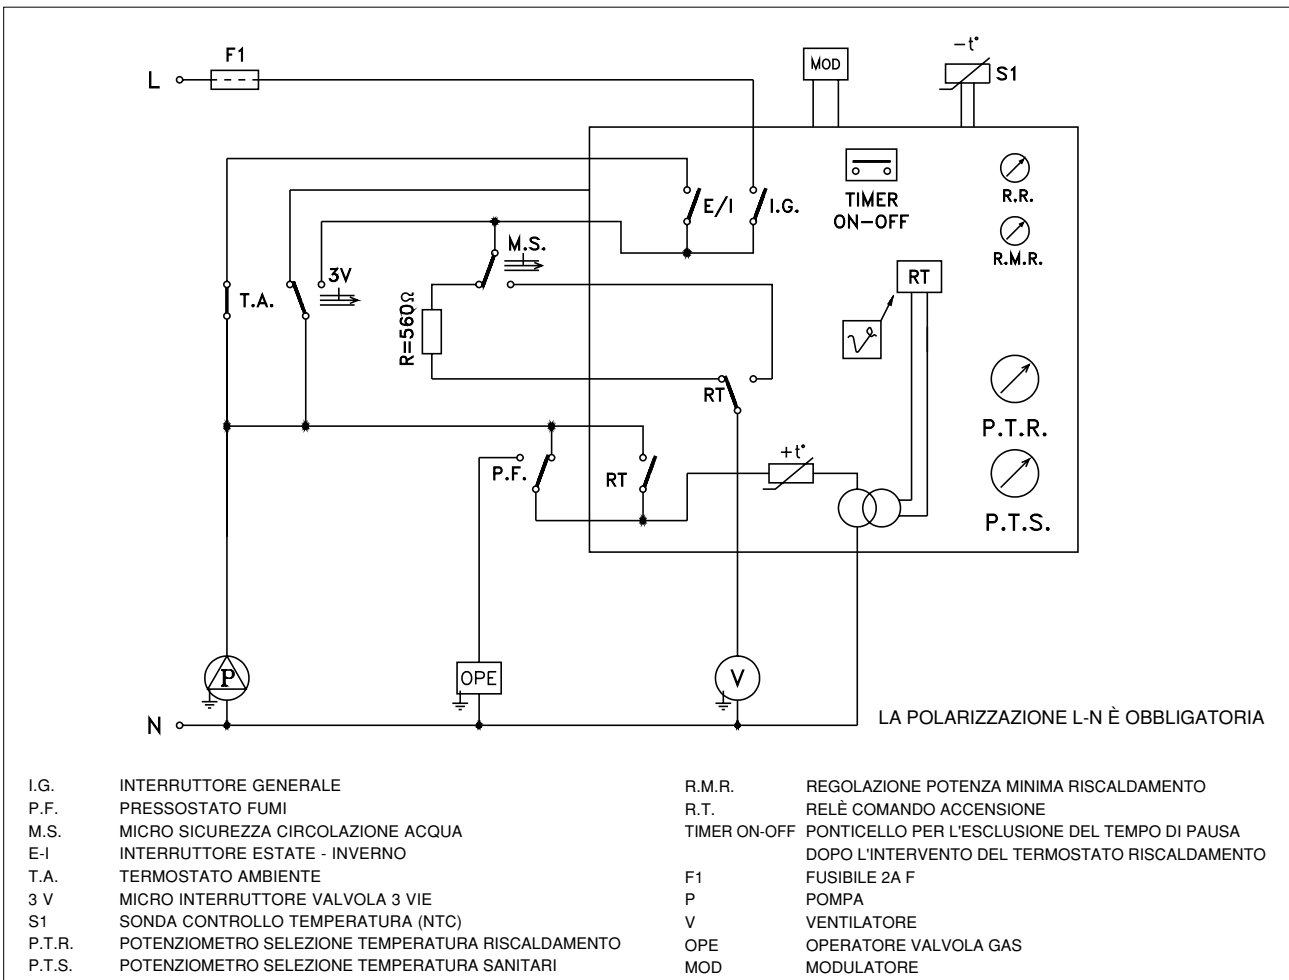 F1
L
MOD
-t°
S1
TIMER
ON-OFF
R.R.
R.M.R.
E/I
I.G.
M.S.
3V
T.A.
R=560Ω
RT
RT
P.T.R.
P.F.
RT
+t°
P.T.S.
P
OPE
V
N
LA POLARIZZAZIONE L-N È OBBLIGATORIA
I.G. INTERRUTTORE GENERALE
P.F. PRESSOSTATO FUMI
M.S. MICRO SICUREZZA CIRCOLAZIONE ACQUA
E-I INTERRUTTORE ESTATE - INVERNO
T.A. TERMOSTATO AMBIENTE
3 V MICRO INTERRUTTORE VALVOLA 3 VIE
S1 SONDA CONTROLLO TEMPERATURA (NTC)
P.T.R. POTENZIOMETRO SELEZIONE TEMPERATURA RISCALDAMENTO
P.T.S. POTENZIOMETRO SELEZIONE TEMPERATURA SANITARI
R.M.R. REGOLAZIONE POTENZA MINIMA RISCALDAMENTO
R.T. RELÈ COMANDO ACCENSIONE
TIMER ON-OFF PONTICELLO PER L'ESCLUSIONE DEL TEMPO DI PAUSA
DOPO L'INTERVENTO DEL TERMOSTATO RISCALDAMENTO
F1 FUSIBILE 2A F
P POMPA
V VENTILATORE
OPE OPERATORE VALVOLA GAS
MOD MODULATORE